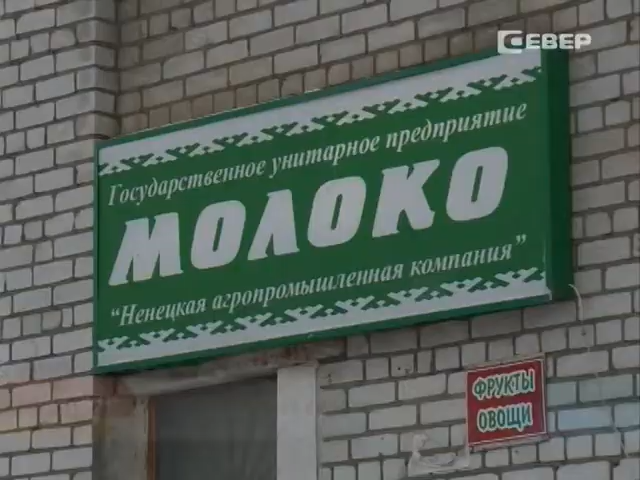 СЕВЕР
Государственное унитарное предприятие
МОЛОКО
“Ненецкая агропромышленная компания”
ФРУКТЫ
ОВОЩИ